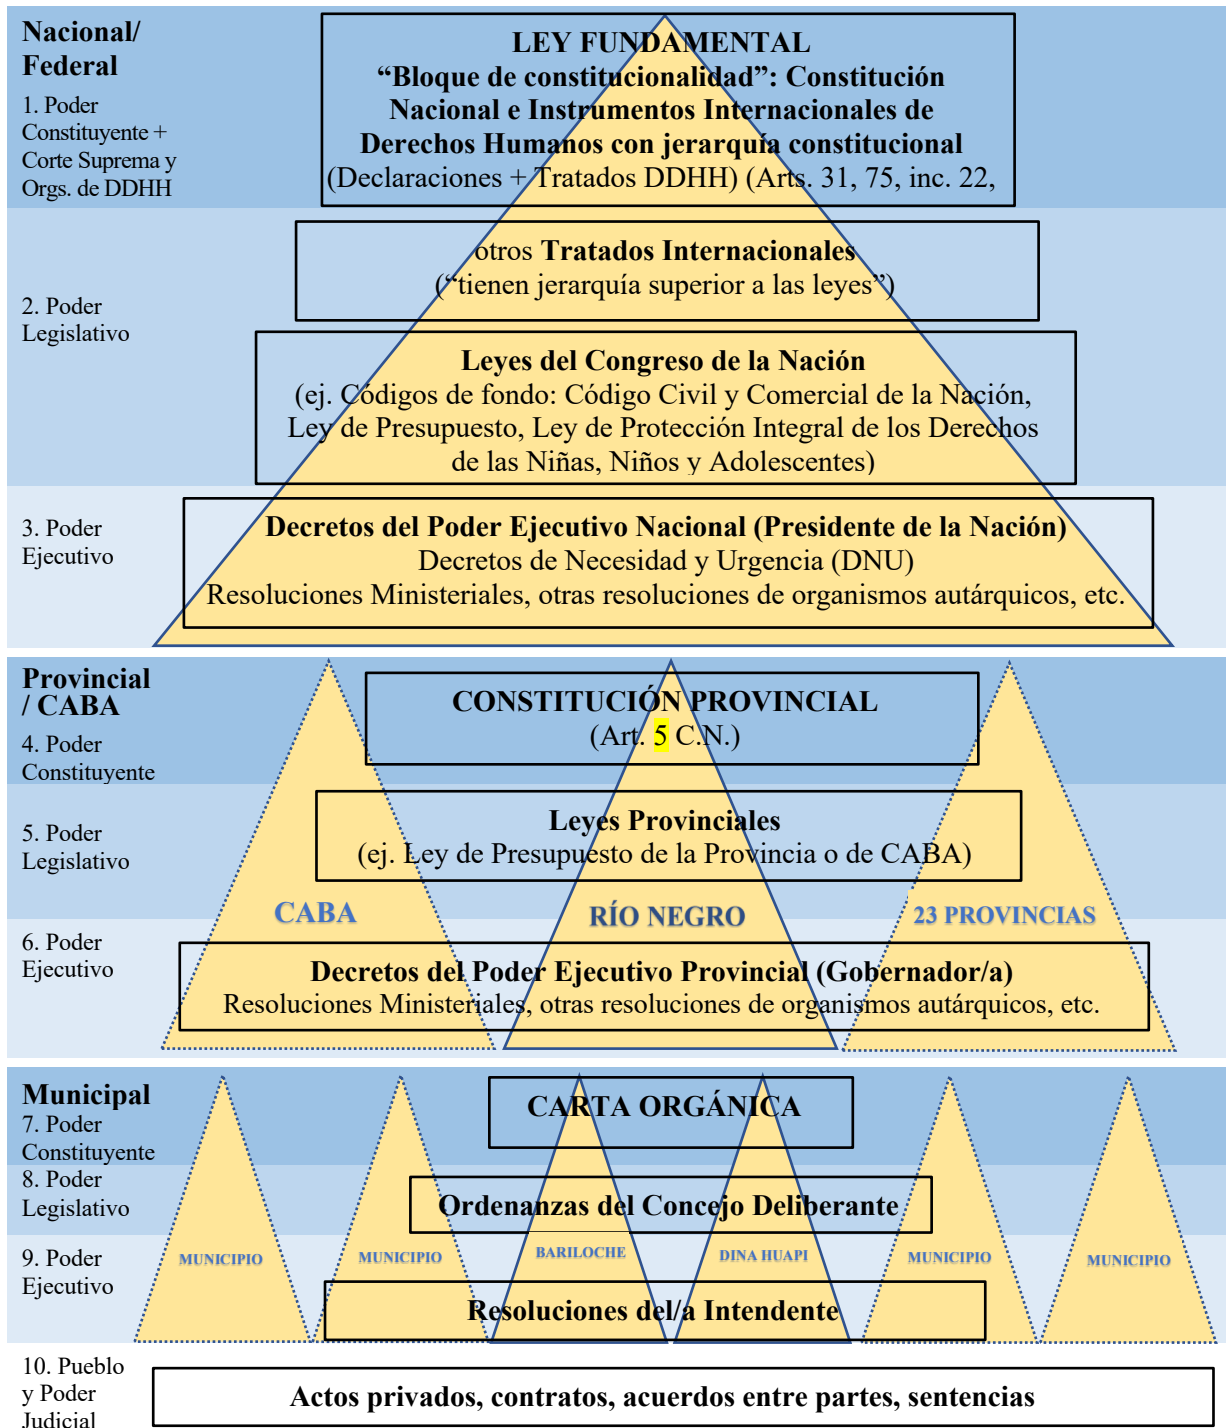 Nacional/
Federal
1. Poder
Constituyente +
Corte Suprema y
Orgs. de DDHH
LEY FUNDAMENTAL
“Bloque de constitucionalidad”: Constitución
Nacional e Instrumentos Internacionales de
Derechos Humanos con jerarquía constitucional
(Declaraciones + Tratados DDHH) (Arts. 31, 75, inc. 22,
2. Poder
Legislativo
otros Tratados Internacionales
(“tienen jerarquía superior a las leyes”)
Leyes del Congreso de la Nación
(ej. Códigos de fondo: Código Civil y Comercial de la Nación,
Ley de Presupuesto, Ley de Protección Integral de los Derechos
de las Niñas, Niños y Adolescentes)
3. Poder
Ejecutivo
Decretos del Poder Ejecutivo Nacional (Presidente de la Nación)
Decretos de Necesidad y Urgencia (DNU)
Resoluciones Ministeriales, otras resoluciones de organismos autárquicos, etc.
Provincial
/ CABA
4. Poder
Constituyente
CONSTITUCIÓN PROVINCIAL
(Art. 5 C.N.)
5. Poder
Legislativo
Leyes Provinciales
(ej. Ley de Presupuesto de la Provincia o de CABA)
CABA
RÍO NEGRO
23 PROVINCIAS
6. Poder
Ejecutivo
Decretos del Poder Ejecutivo Provincial (Gobernador/a)
Resoluciones Ministeriales, otras resoluciones de organismos autárquicos, etc.
Municipal
7. Poder
Constituyente
CARTA ORGÁNICA
8. Poder
Legislativo
Ordenanzas del Concejo Deliberante
9. Poder
Ejecutivo
MUNICIPIO
MUNICIPIO
BARILOCHE
DINA HUAPI
MUNICIPIO
MUNICIPIO
Resoluciones del/a Intendente
10. Pueblo
y Poder
Judicial
Actos privados, contratos, acuerdos entre partes, sentencias